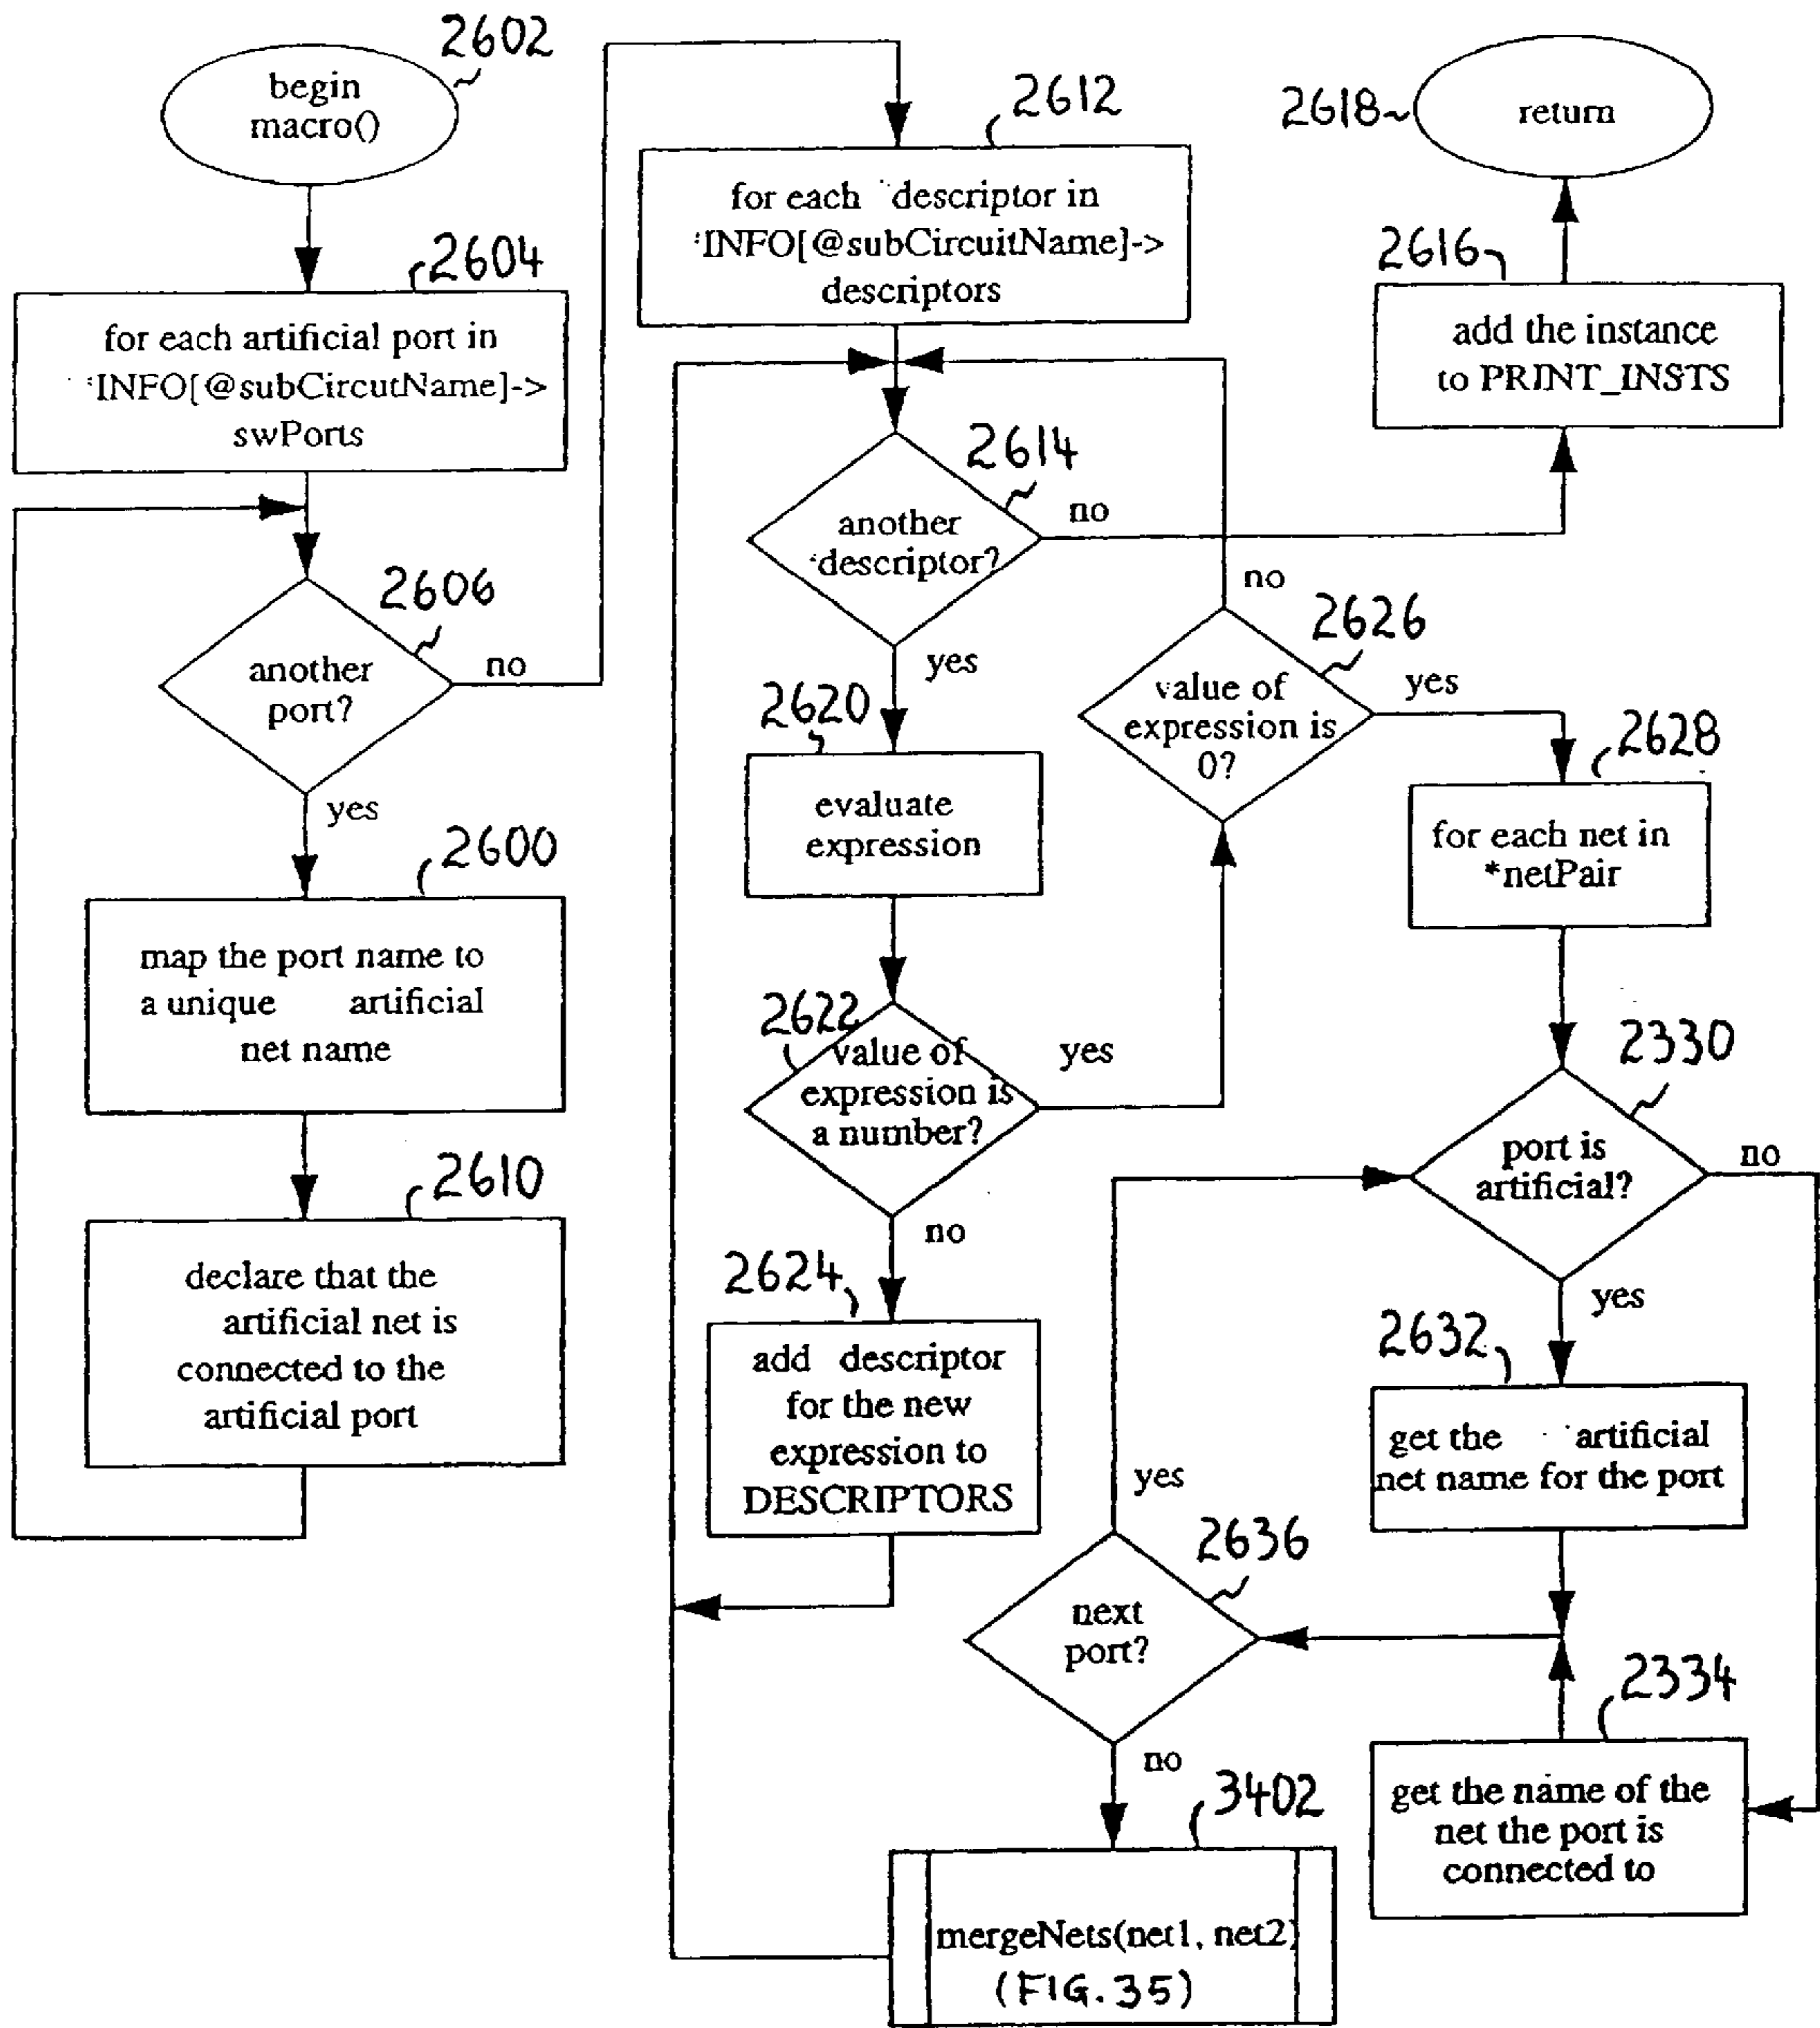 2602
begin
macro()
2604
for each artificial port in
*INFO[@subCircutName]->
swPorts
2606
another
port?
no
yes
2600
map the port name to
a unique artificial
net name
2610
declare that the
artificial net is
connected to the
artificial port
2612
for each descriptor in
*INFO[@subCircuitName]->
descriptors
2614
another
descriptor?
no
yes
2620
evaluate
expression
2622
value of
expression is
a number?
yes
no
2624
add descriptor
for the new
expression to
DESCRIPTORS
2618
return
2616
add the instance
to PRINT_INSTS
no
2626
value of
expression is
0?
yes
2628
for each net in
*netPair
2330
port is
artificial?
no
yes
2632
get the artificial
net name for the port
yes
2636
next
port?
no
2334
get the name of the
net the port is
connected to
3402
mergeNets(net1, net2)
(FIG.35)